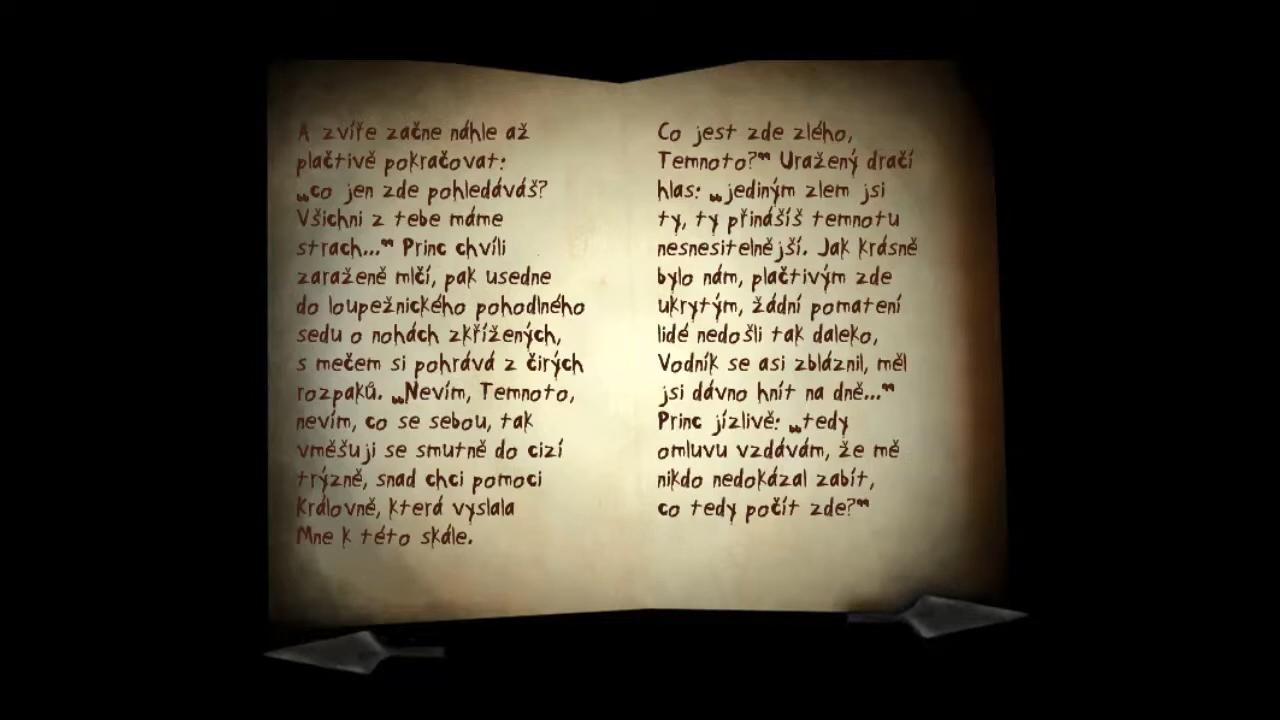 A zvíře začne náhle až
plačtivě pokračovat:
„co jen zde pohledáváš?
Všichni z tebe máme
strach...“ Princ chvíli
zaraženě mlčí, pak usedne
do loupežnického pohodlného
sedu o nohách zkřížených,
s mečem si pohrává z čirých
rozpaků. „Nevím, Temnoto,
nevím, co se sebou, tak
vměšuji se smutně do cizí
trýzně, snad chci pomoci
Královně, která vyslala
Mne k této skále.
Co jest zde zlého,
Temnoto?“ Uražený dračí
hlas: „jediným zlem jsi
ty, ty přinášíš temnotu
nesnesitelnější. Jak krásně
bylo nám, plačtivým zde
ukrytým, žádní pomatení
lidé nedošli tak daleko,
Vodník se asi zbláznil, měl
jsi dávno hnít na dně...“
Princ jízlivě: „tedy
omluvu vzdávám, že mě
nikdo nedokázal zabít,
co tedy počít zde?“